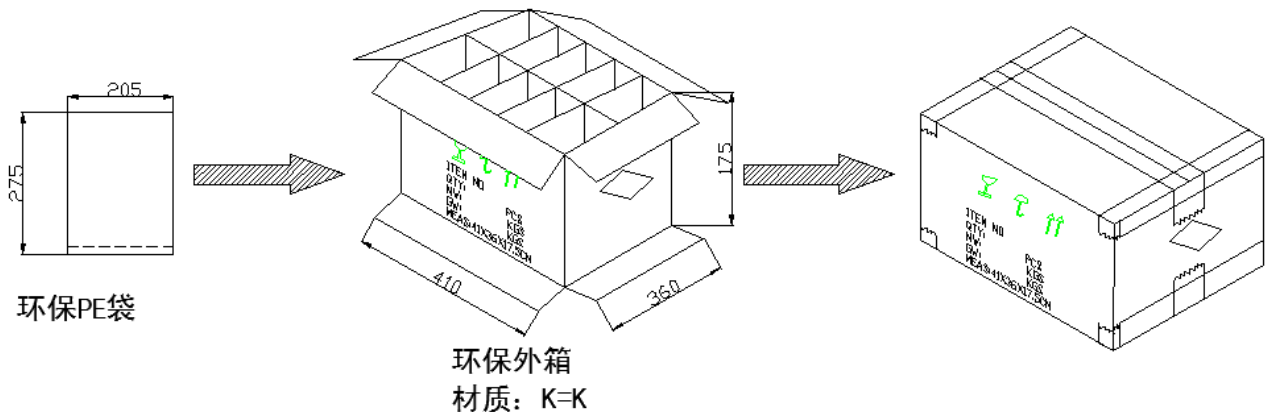 205
275
环保PE袋
ITEM NO
QTY:
PCS
NW:
KGS
GW:
KGS
MEAS:41X36X17.5CM
175
410
360
环保外箱
材质：K=K
ITEM NO
QTY:
PCS
NW:
KGS
GW:
KGS
MEAS:41X36X17.5CM